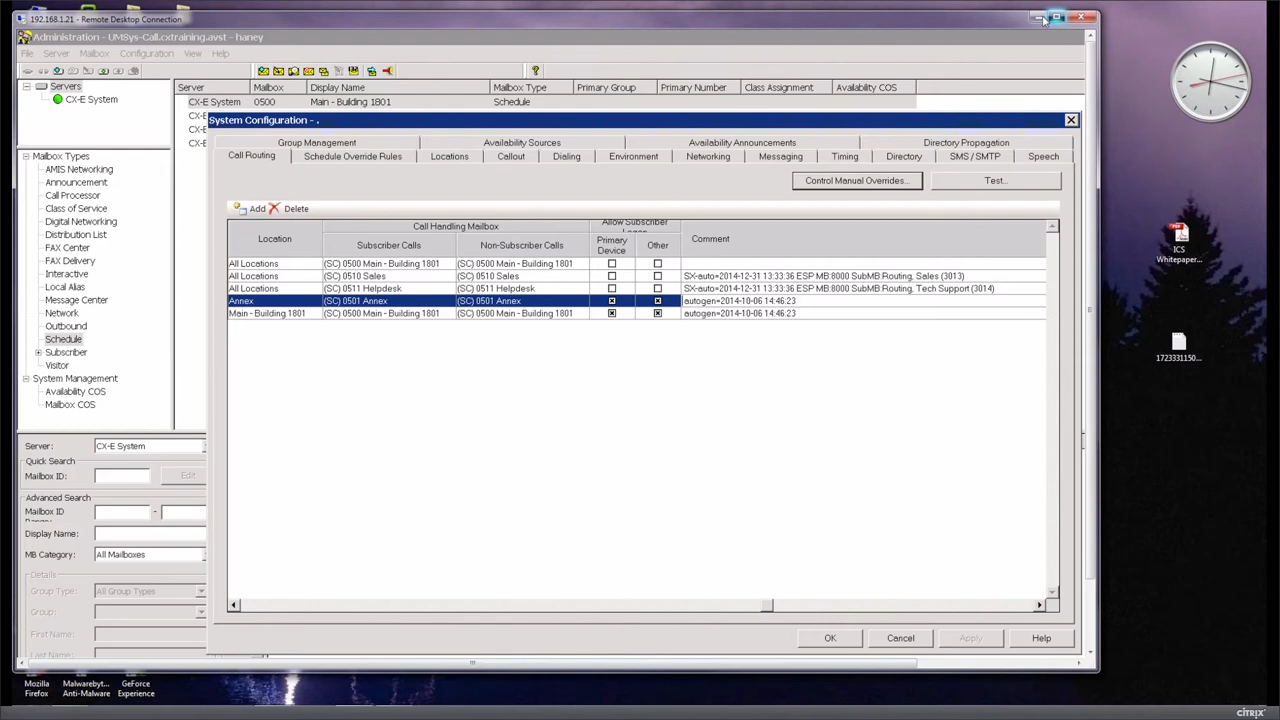 192.168.1.21 - Remote Desktop Connection
Administration - UMSys-Call.cxtraining.avst - haney
File Server Mailbox Configuration View Help
Servers
CX-E System
Server Mailbox Display Name Mailbox Type Primary Group Primary Number Class Assignment Availability COS
CX-E System 0500 Main - Building 1801 Schedule
CX-
CX-
CX-
System Configuration - .
Group Management Availability Sources Availability Announcements Directory Propagation
Call Routing Schedule Override Rules Locations Callout Dialing Environment Networking Messaging Timing Directory SMS / SMTP Speech
Control Manual Overrides... Test...
Add Delete
Location Call Handling Mailbox Allow Subscriber Logon Comment
Subscriber Calls Non-Subscriber Calls Primary Device Other
All Locations (SC) 0500 Main - Building 1801 (SC) 0500 Main - Building 1801
All Locations (SC) 0510 Sales (SC) 0510 Sales SX-auto=2014-12-31 13:33:36 ESP MB:8000 SubMB:Routing, Sales (3013)
All Locations (SC) 0511 Helpdesk (SC) 0511 Helpdesk SX-auto=2014-12-31 13:33:36 ESP MB:8000 SubMB:Routing, Tech Support (3014)
Annex (SC) 0501 Annex (SC) 0501 Annex autogen=2014-10-06 14:46:23
Main - Building 1801 (SC) 0500 Main - Building 1801 (SC) 0500 Main - Building 1801 autogen=2014-10-06 14:46:23
OK Cancel Apply Help
Mailbox Types
AMIS Networking
Announcement
Call Processor
Class of Service
Digital Networking
Distribution List
FAX Center
FAX Delivery
Interactive
Local Alias
Message Center
Network
Outbound
Schedule
Subscriber
Visitor
System Management
Availability COS
Mailbox COS
Server: CX-E System
Quick Search
Mailbox ID: Edit
Advanced Search
Mailbox ID
-
Display Name:
MB Category: All Mailboxes
Details
Group Type: All Group Types
Group:
First Name:
Last Name:
ICS
Whitepaper...
1723331150...
Mozilla
Firefox
Malwarebyt...
Anti-Malware
GeForce
Experience
CITRIX